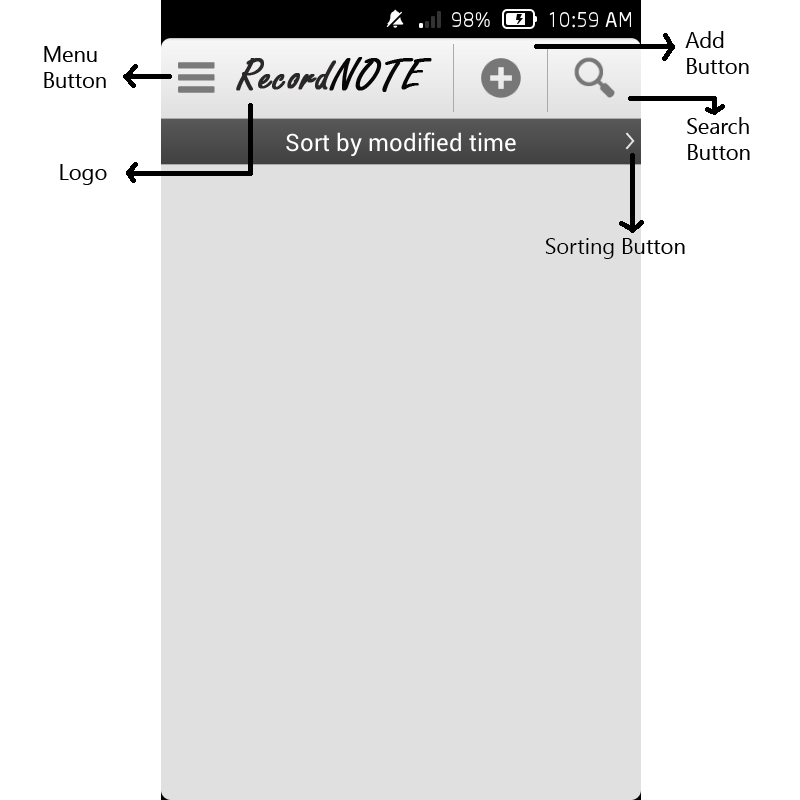 98% 10:59 AM
Menu
Button
RecordNOTE
Add
Button
Search
Button
Sort by modified time
Logo
Sorting Button